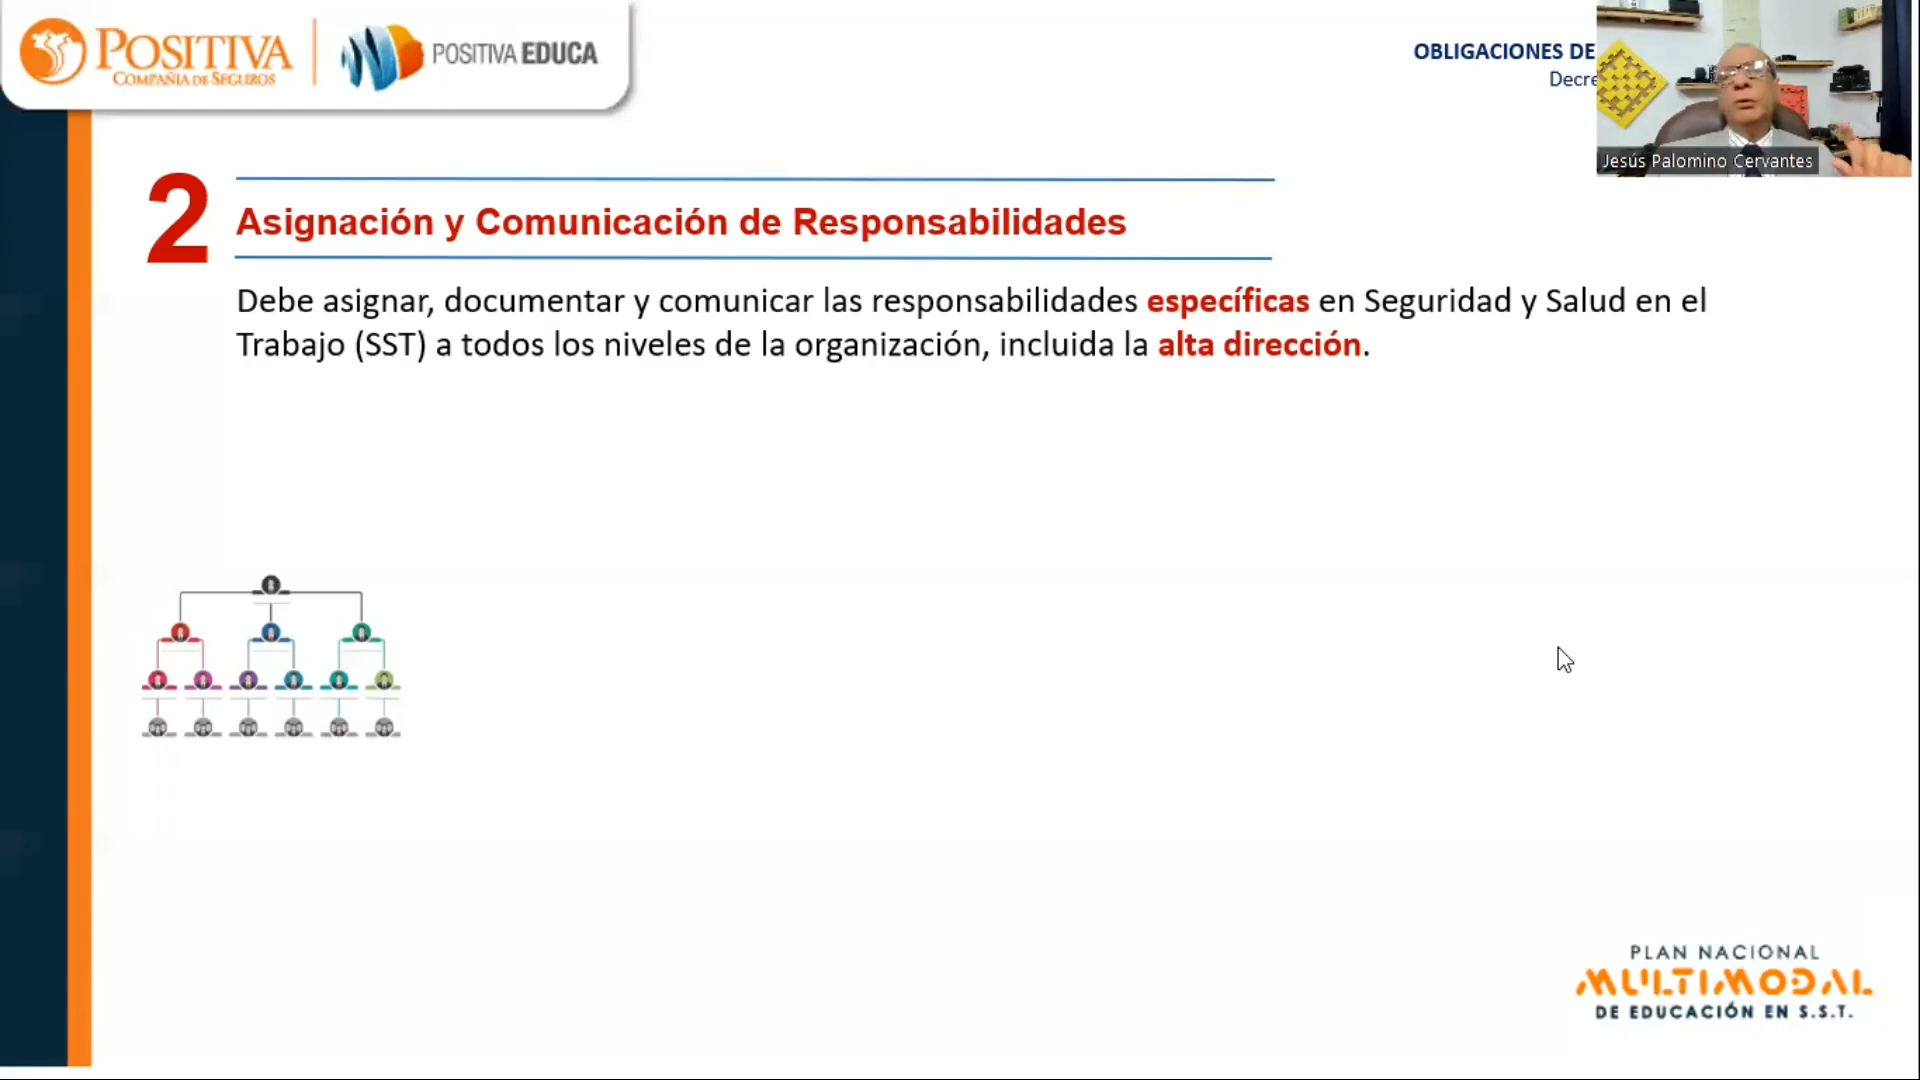 POSITIVA
COMPAÑIA DE SEGUROS
POSITIVA EDUCA
OBLIGACIONES DE
Jesús Palomino Cervantes
2
Asignación y Comunicación de Responsabilidades
Debe asignar, documentar y comunicar las responsabilidades específicas en Seguridad y Salud en el
Trabajo (SST) a todos los niveles de la organización, incluida la alta dirección.
PLAN NACIONAL
MULTIMODAL
DE EDUCACIÓN EN S.S.T.